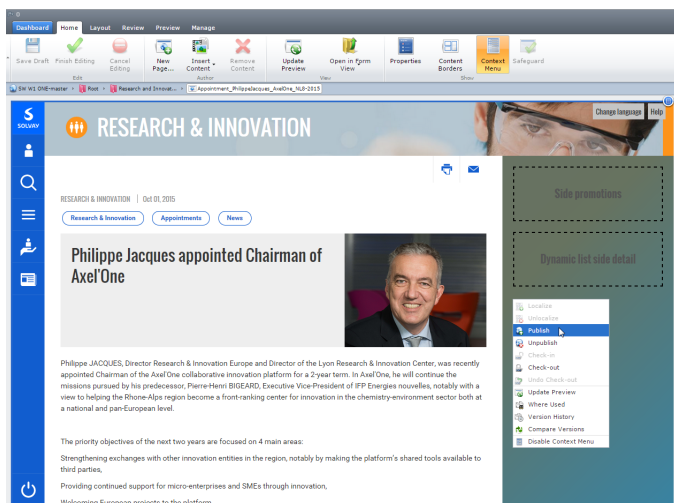 Dashboard Home Layout Review Preview Manage
Save Draft Finish Editing Cancel Editing New Page... Insert Content Remove Content Update Preview Open in Form View Properties Content Borders Context Menu Safeguard
Edit Author View Show
SW W1 ONE-master Root Research and Innovat... Appointment_PhilippeJacques_AxelOne_NL8-2015
SOLVAY
RESEARCH & INNOVATION
Change language Help
RESEARCH & INNOVATION | Oct 01, 2015
Research & Innovation Appointments News
Side promotions
Dynamic list side detail
Philippe Jacques appointed Chairman of
Axel'One
Localize
Unlocalize
Publish
Unpublish
Check-in
Check-out
Undo Check-out
Update Preview
Where Used
Version History
Compare Versions
Disable Context Menu
Philippe JACQUES, Director Research & Innovation Europe and Director of the Lyon Research & Innovation Center, was recently
appointed Chairman of the Axel'One collaborative innovation platform for a 2-year term. In Axel'One, he will continue the
missions pursued by his predecessor, Pierre-Henri BIGEARD, Executive Vice-President of IFP Energies nouvelles, notably with a
view to helping the Rhone-Alps region become a front-ranking center for innovation in the chemistry-environment sector both at
a national and pan-European level.
The priority objectives of the next two years are focused on 4 main areas:
Strengthening exchanges with other innovation entities in the region, notably by making the platform's shared tools available to
third parties,
Providing continued support for micro-enterprises and SMEs through innovation,
Welcoming European projects to the platform